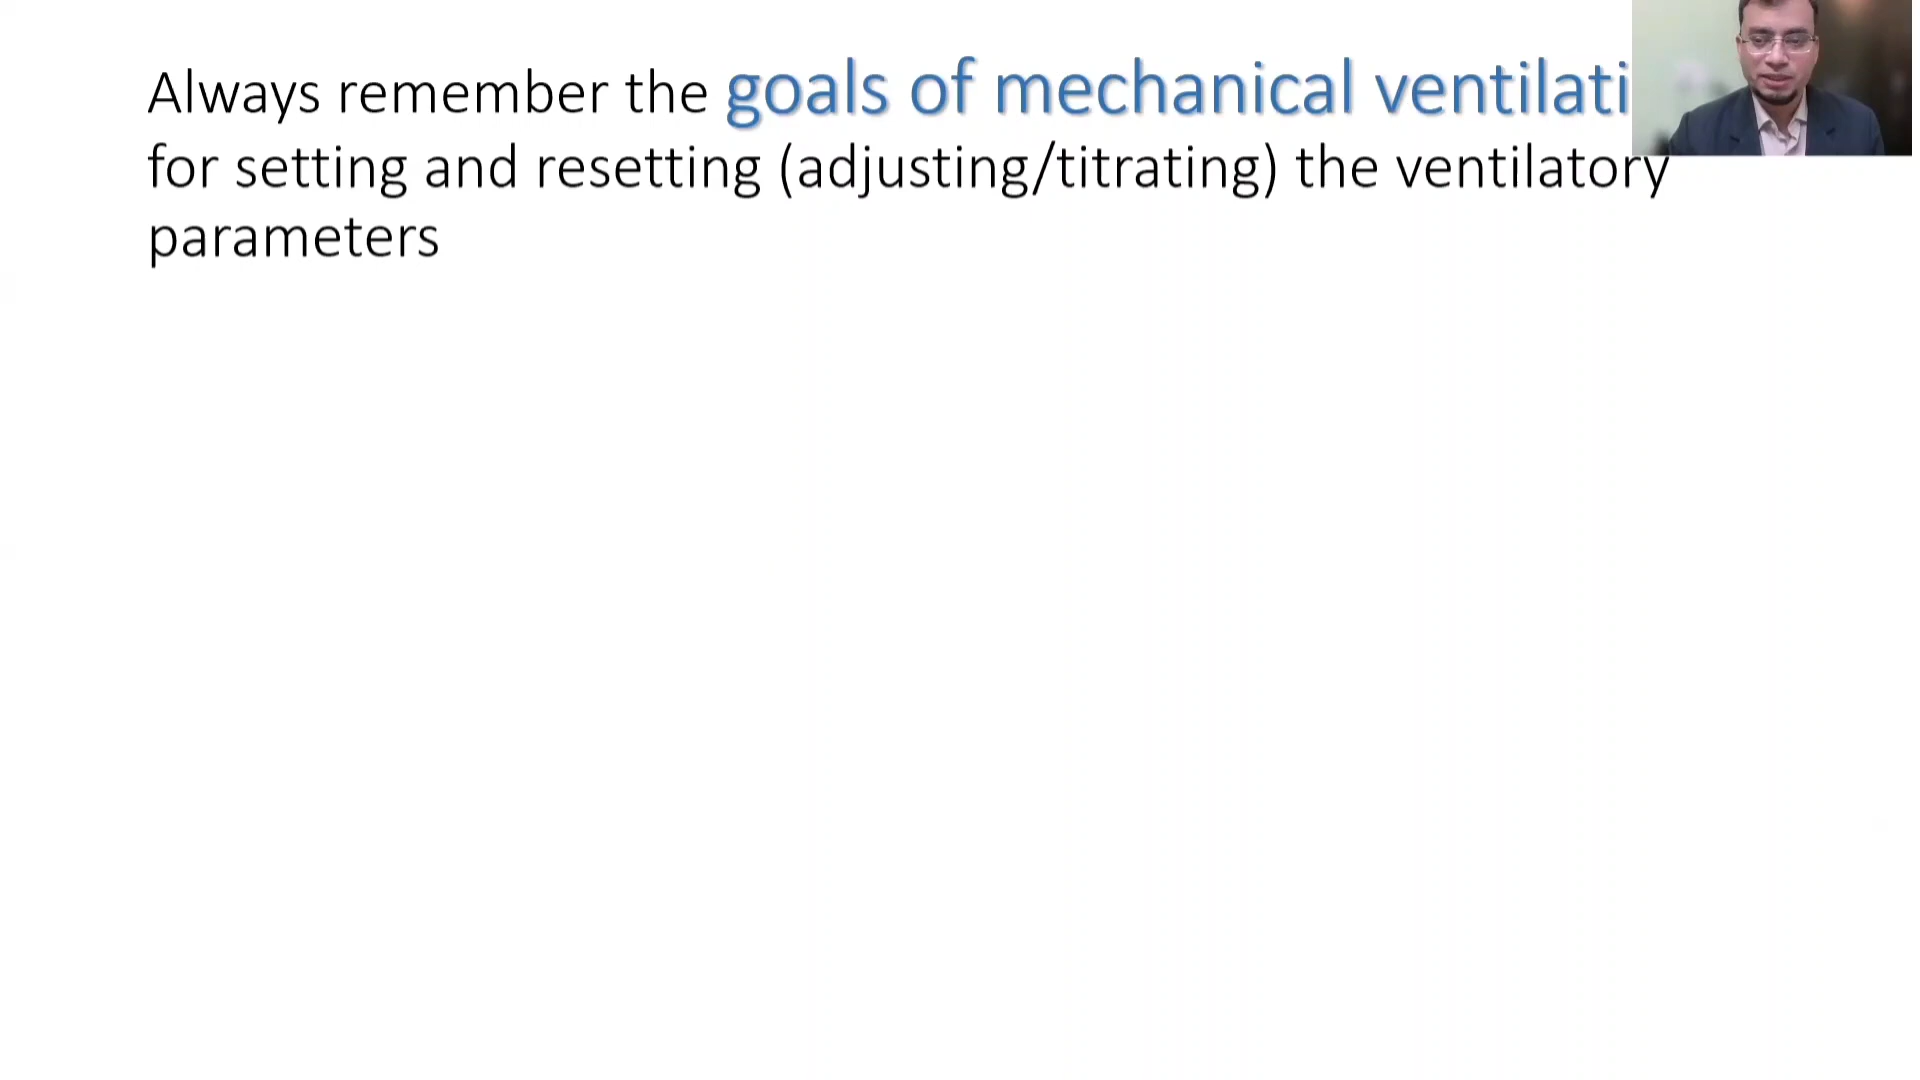 Always remember the goals of mechanical ventilati
for setting and resetting (adjusting/titrating) the ventilatory
parameters